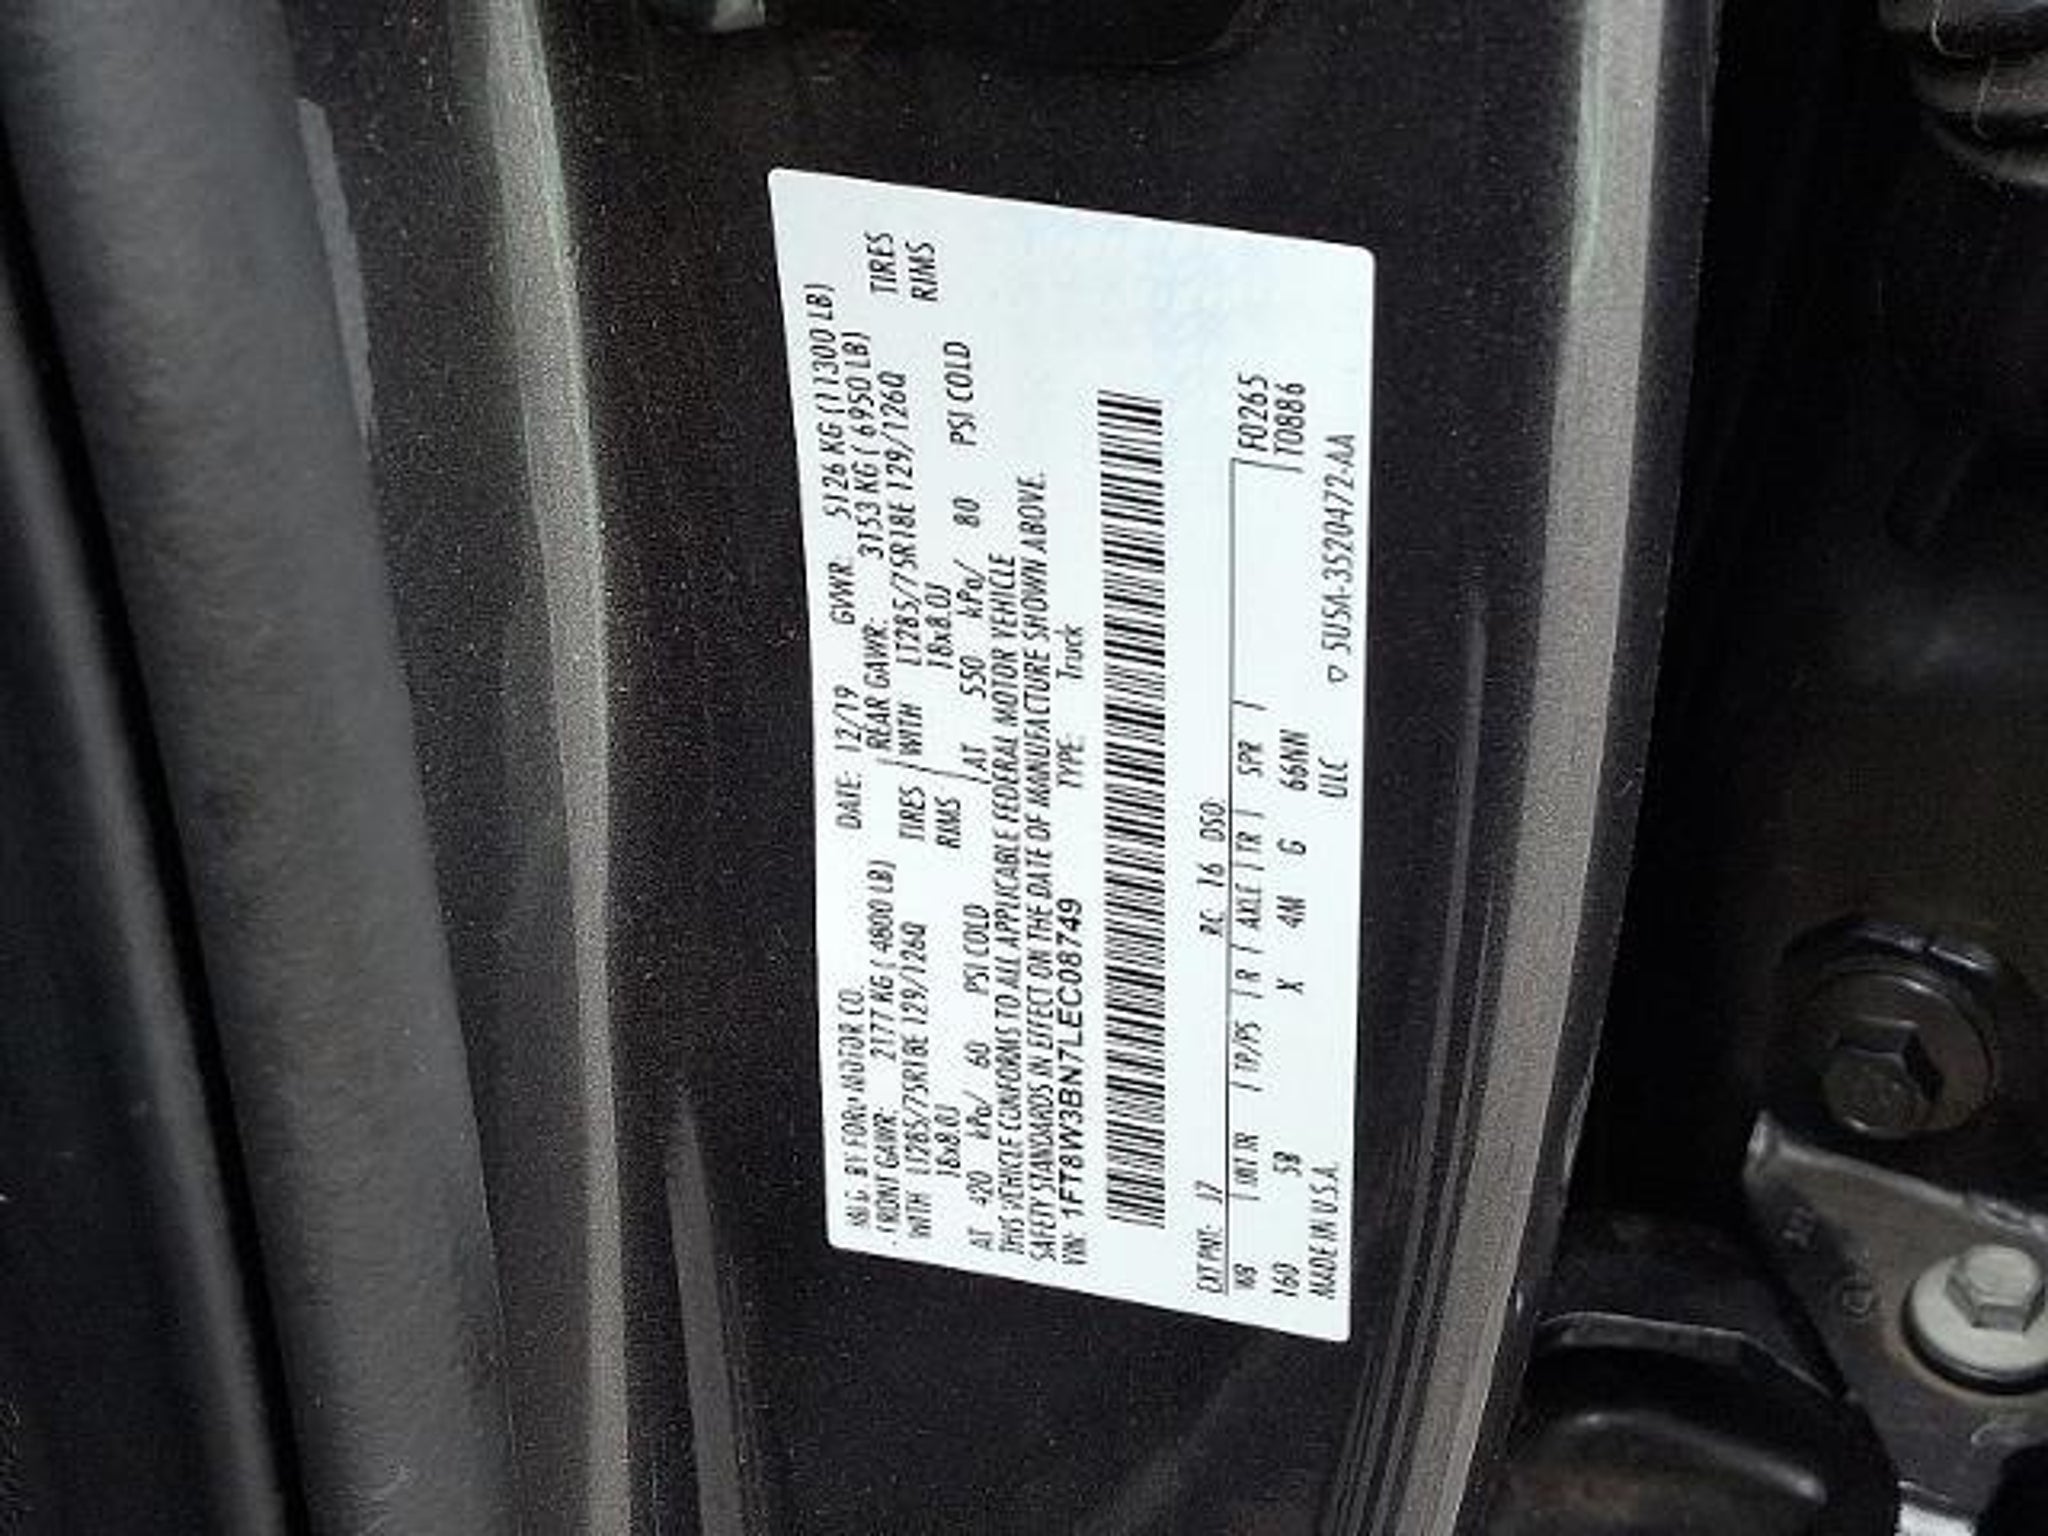 MFG. BY FORD MOTOR CO. DATE: 12/19 GVWR: 5126 KG (11300 LB)
FRONT GAWR: 2177 KG ( 4800 LB) REAR GAWR: 3153 KG ( 6950 LB)
WITH LT285/75R18E 129/126Q TIRES WITH LT285/75R18E 129/126Q TIRES
18x8.0J RIMS 18x8.0J RIMS
AT 420 kPa/ 60 PSI COLD AT 550 kPa/ 80 PSI COLD
THIS VEHICLE CONFORMS TO ALL APPLICABLE FEDERAL MOTOR VEHICLE
SAFETY STANDARDS IN EFFECT ON THE DATE OF MANUFACTURE SHOWN ABOVE.
VIN: 1FT8W3BN7LEC08749 TYPE: Truck
EXT PNT: J7 RC: 16 DSO:
WB | INT TR | TP/PS | R | AXLE | TR | SPR | F0265
160 5B X 4M G 66NN T0886
MADE IN U.S.A. ULC ▽ 5U5A-3520472-AA